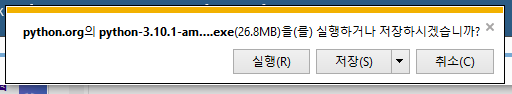 python.org의 python-3.10.1-am....exe(26.8MB)을(를) 실행하거나 저장하시겠습니까?
실행(R) 저장(S) 취소(C)